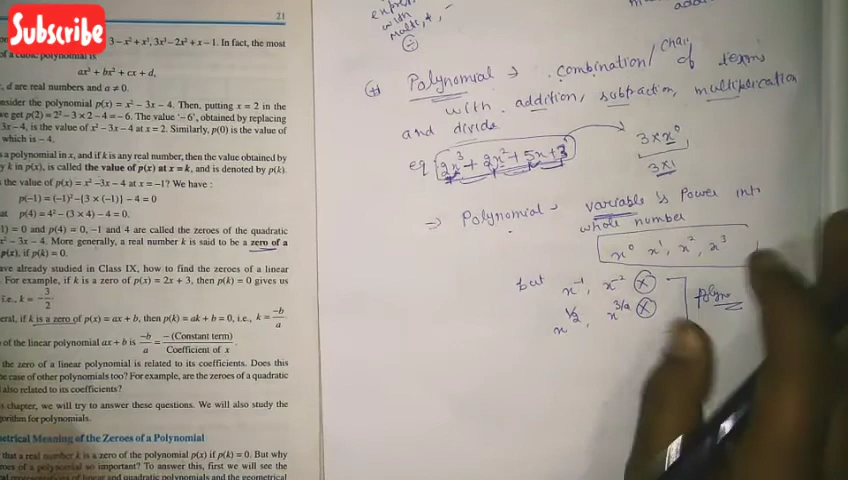 Subscribe
21
3 – x² + x³, 3x³ – 2x² + x – 1. In fact, the most
of a cubic polynomial is
ax³ + bx² + cx + d,
, d are real numbers and a ≠ 0.
nsider the polynomial p(x) = x² – 3x – 4. Then, putting x = 2 in the
we get p(2) = 2² – 3 × 2 – 4 = – 6. The value '– 6', obtained by replacing
3x – 4, is the value of x² – 3x – 4 at x = 2. Similarly, p(0) is the value of
which is – 4.
s a polynomial in x, and if k is any real number, then the value obtained by
y k in p(x), is called the value of p(x) at x = k, and is denoted by p(k).
s the value of p(x) = x² –3x – 4 at x = –1? We have :
p(–1) = (–1)² –{3 × (–1)} – 4 = 0
at p(4) = 4² – (3 × 4) – 4 = 0.
1) = 0 and p(4) = 0, –1 and 4 are called the zeroes of the quadratic
x² – 3x – 4. More generally, a real number k is said to be a zero of a
p(x), if p(k) = 0.
ave already studied in Class IX, how to find the zeroes of a linear
For example, if k is a zero of p(x) = 2x + 3, then p(k) = 0 gives us
i.e., k = –3/2
eral, if k is a zero of p(x) = ax + b, then p(k) = ak + b = 0, i.e., k = –b/a
of the linear polynomial ax + b is –b/a = –(Constant term)/Coefficient of x.
the zero of a linear polynomial is related to its coefficients. Does this
e case of other polynomials too? For example, are the zeroes of a quadratic
also related to its coefficients?
s chapter, we will try to answer these questions. We will also study the
gorithm for polynomials.
etrical Meaning of the Zeroes of a Polynomial
that a real number k is a zero of the polynomial p(x) if p(k) = 0. But why
so important? To answer this, first we will see the
representations of linear and quadratic polynomials and the geometrical
with
Polynomial → combination/chain
of terms
with addition, subtraction, multiplication
and divide
eg 2x³ + 2x² + 5x + 3
3 × x⁰
3×1
⇒ Polynomial - variable is power into
whole number
x⁰ x¹, x², x³
but x⁻¹, x⁻² ×
x^1/2, ×
polyno